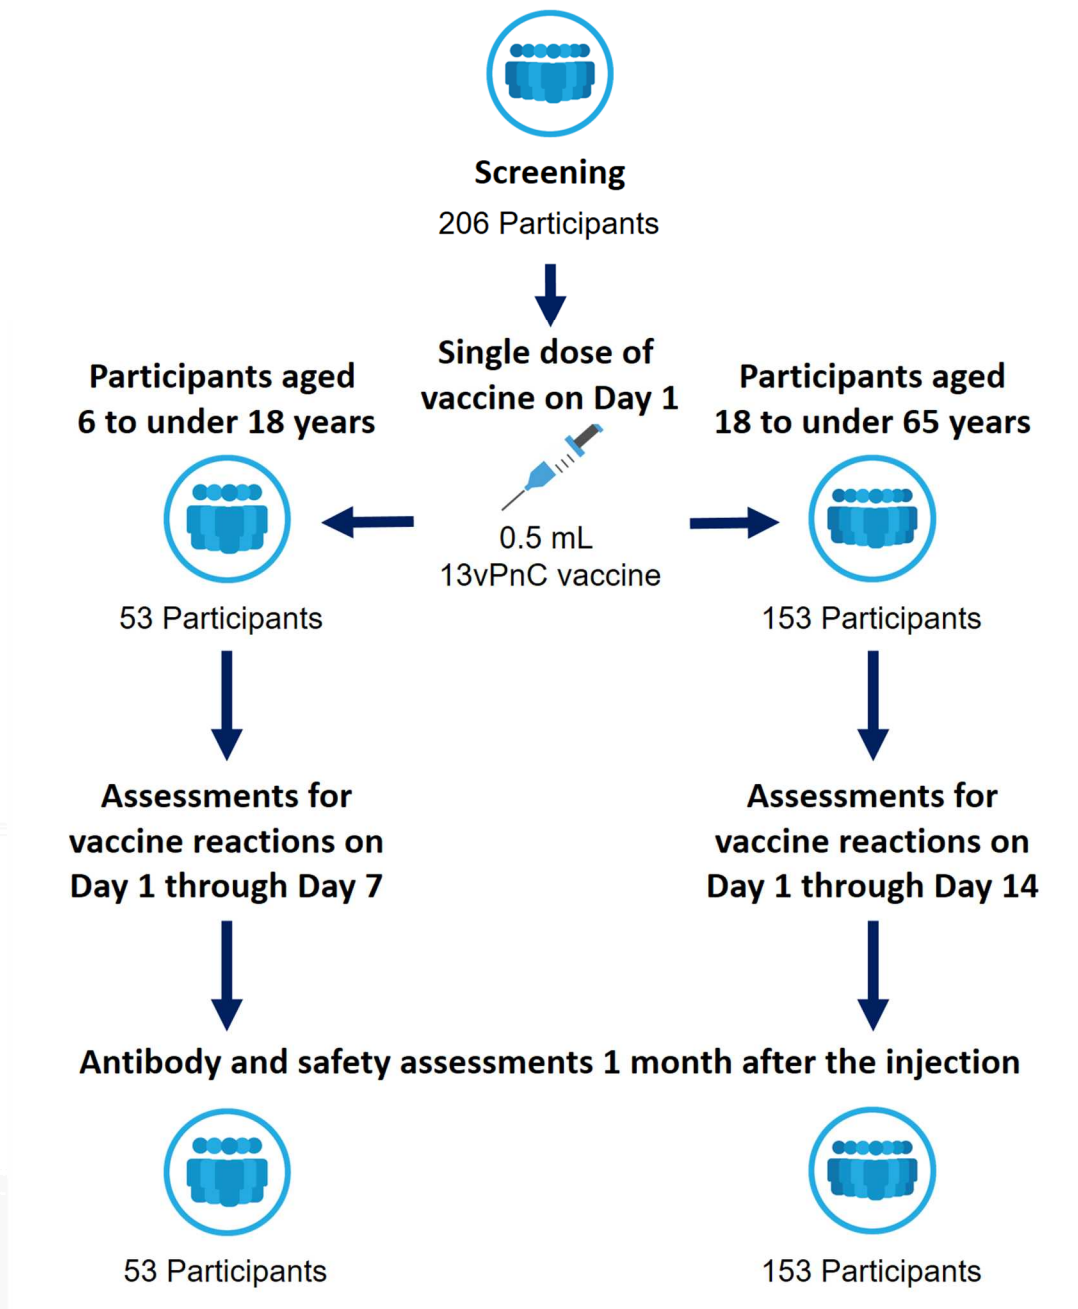 Screening
206 Participants
Single dose of
vaccine on Day 1
0.5 mL
13vPnC vaccine
Participants aged
6 to under 18 years
53 Participants
Assessments for
vaccine reactions on
Day 1 through Day 7
Participants aged
18 to under 65 years
153 Participants
Assessments for
vaccine reactions on
Day 1 through Day 14
Antibody and safety assessments 1 month after the injection
53 Participants
153 Participants